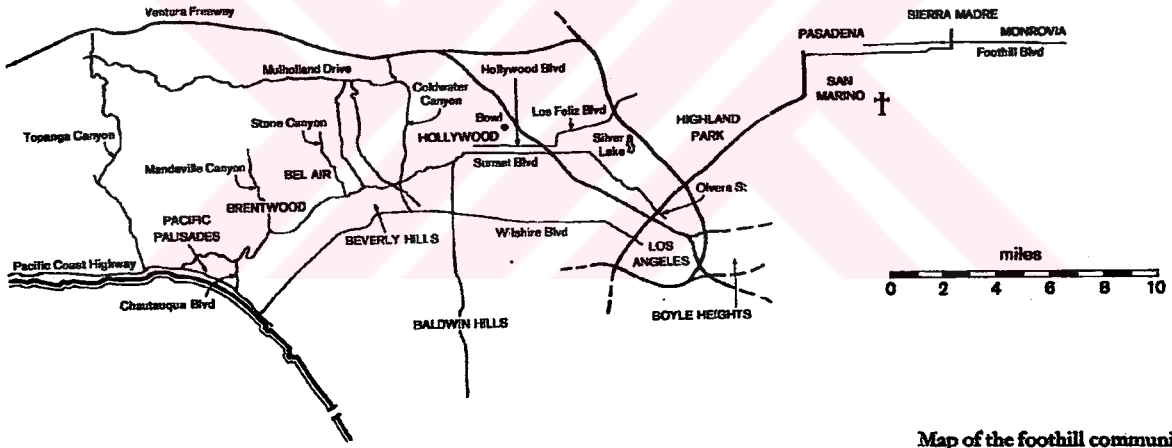 Ventura Freeway
SIERRA MADRE
PASADENA
MONROVIA
Foothill Blvd
Mulholland Drive
Hollywood Blvd
Coldwater
Canyon
SAN
MARINO
Bowl
Los Feliz Blvd
Stone Canyon
HIGHLAND
PARK
Topanga Canyon
HOLLYWOOD
Silver
Lake
Sunset Blvd
Mandeville Canyon
BEL AIR
Olvera St
BRENTWOOD
PACIFIC
PALISADES
BEVERLY HILLS
Wilshire Blvd
LOS
ANGELES
Pacific Coast Highway
miles
0 2 4 6 8 10
Chautauqua Blvd
BALDWIN HILLS
BOYLE HEIGHTS
Map of the foothill communi